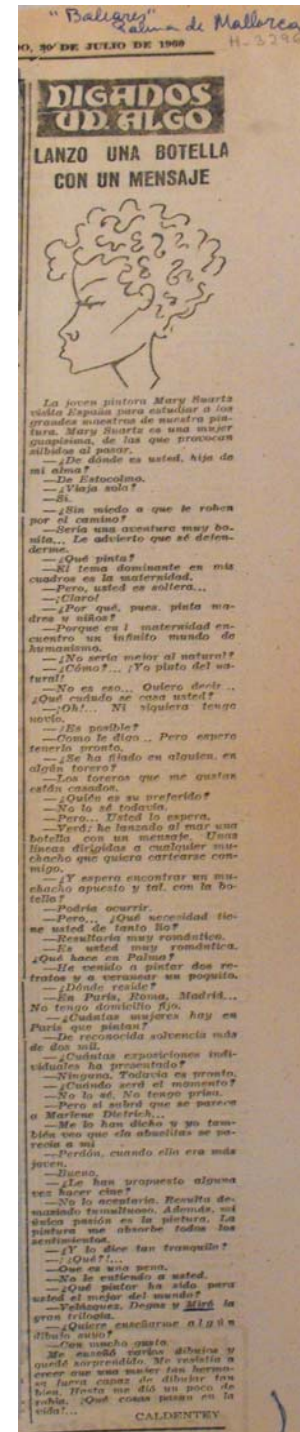 "Baleares"
Palma de Mallorca
H-3296
O, 30 DE JULIO DE 1960
DIGANOS
UD. ALGO
LANZO UNA BOTELLA
CON UN MENSAJE
La joven pintora Mary Suartz
visita España para estudiar a los
grandes maestros de nuestra pin-
tura. Mary Suartz es una mujer
guapísima, de las que provocan
silbidos al pasar.
—¿De dónde es usted, hija de
mi alma?
—De Estocolmo.
—¿Viaja sola?
—Sí.
—¿Sin miedo a que le roben
por el camino?
—Sería una aventura muy bo-
nita... Le advierto que sé defen-
derme.
—¿Qué pinta?
—El tema dominante en mis
cuadros es la maternidad.
—Pero, usted es soltera...
—¡Claro!
—¿Por qué, pues, pinta ma-
dres y niños?
—Porque en l maternidad en-
cuentro un infinito mundo de
humanismo.
—¿No sería mejor al natural?
—¿Cómo?... ¡Yo pinto del na-
tural!
—No es eso... Quiero decir ..
¿Qué cuándo se casa usted?
—¡Oh!... Ni siquiera tengo
novio.
—¿Es posible?
—Como le digo .. Pero espero
tenerlo pronto.
—¿Se ha fijado en alguien, en
algún torero?
—Los toreros que me gustan
están casados.
—¿Quién es su preferido?
—No lo sé todavía.
—Pero... Usted lo espera.
—Verá: he lanzado al mar una
botella con un mensaje. Unas
líneas dirigidas a cualquier mu-
chacho que quiera cartearse con-
migo.
—¿Y espera encontrar un mu-
chacho apuesto y tal, con la bo-
tella?
—Podría ocurrir.
—Pero... ¿Qué necesidad tie-
ne usted de tanto lío?
—Resultaría muy romántico.
—Es usted muy romántica.
¿Qué hace en Palma?
—He venido a pintar dos re-
tratos y a veranear un poquito.
—¿Dónde reside?
—En París, Roma, Madrid...
No tengo domicilio fijo.
—¿Cuántas mujeres hay en
París que pintan?
—De reconocida solvencia más
de dos mil.
—¿Cuántas exposiciones indi-
viduales ha presentado?
—Ninguna. Todavía es pronto.
—¿Cuándo será el momento?
—No lo sé. No tengo prisa.
—Pero sí sabrá que se parece
a Marlene Dietrich...
—Me lo han dicho y yo tam-
bién veo que la abuelita se pa-
recía a mí
—Perdón, cuando ella era más
joven.
—Bueno.
—¿Le han propuesto alguna
vez hacer cine?
—No lo aceptaría. Resulta de-
masiado tumultuoso. Además, mi
única pasión es la pintura. La
pintura me absorbe todos los
sentimientos.
—¿Y lo dice tan tranquila?
—¿Qué?!...
—Que es una pena.
—No le entiendo a usted.
—¿Qué pintor ha sido para
usted el mejor del mundo?
—Velázquez, Degas y Miró la
gran trilogía.
—¿Quiere enseñarme algún
dibujo suyo?
—Con mucho gusto.
Me enseñó varios dibujos y
quedé sorprendido. Me resistía a
creer que una mujer tan hermo-
sa fuera capaz de dibujar tan
bien. Hasta me dió un poco de
rabia. ¡Qué cosas pasan en la
vida!...
CALDENTEY